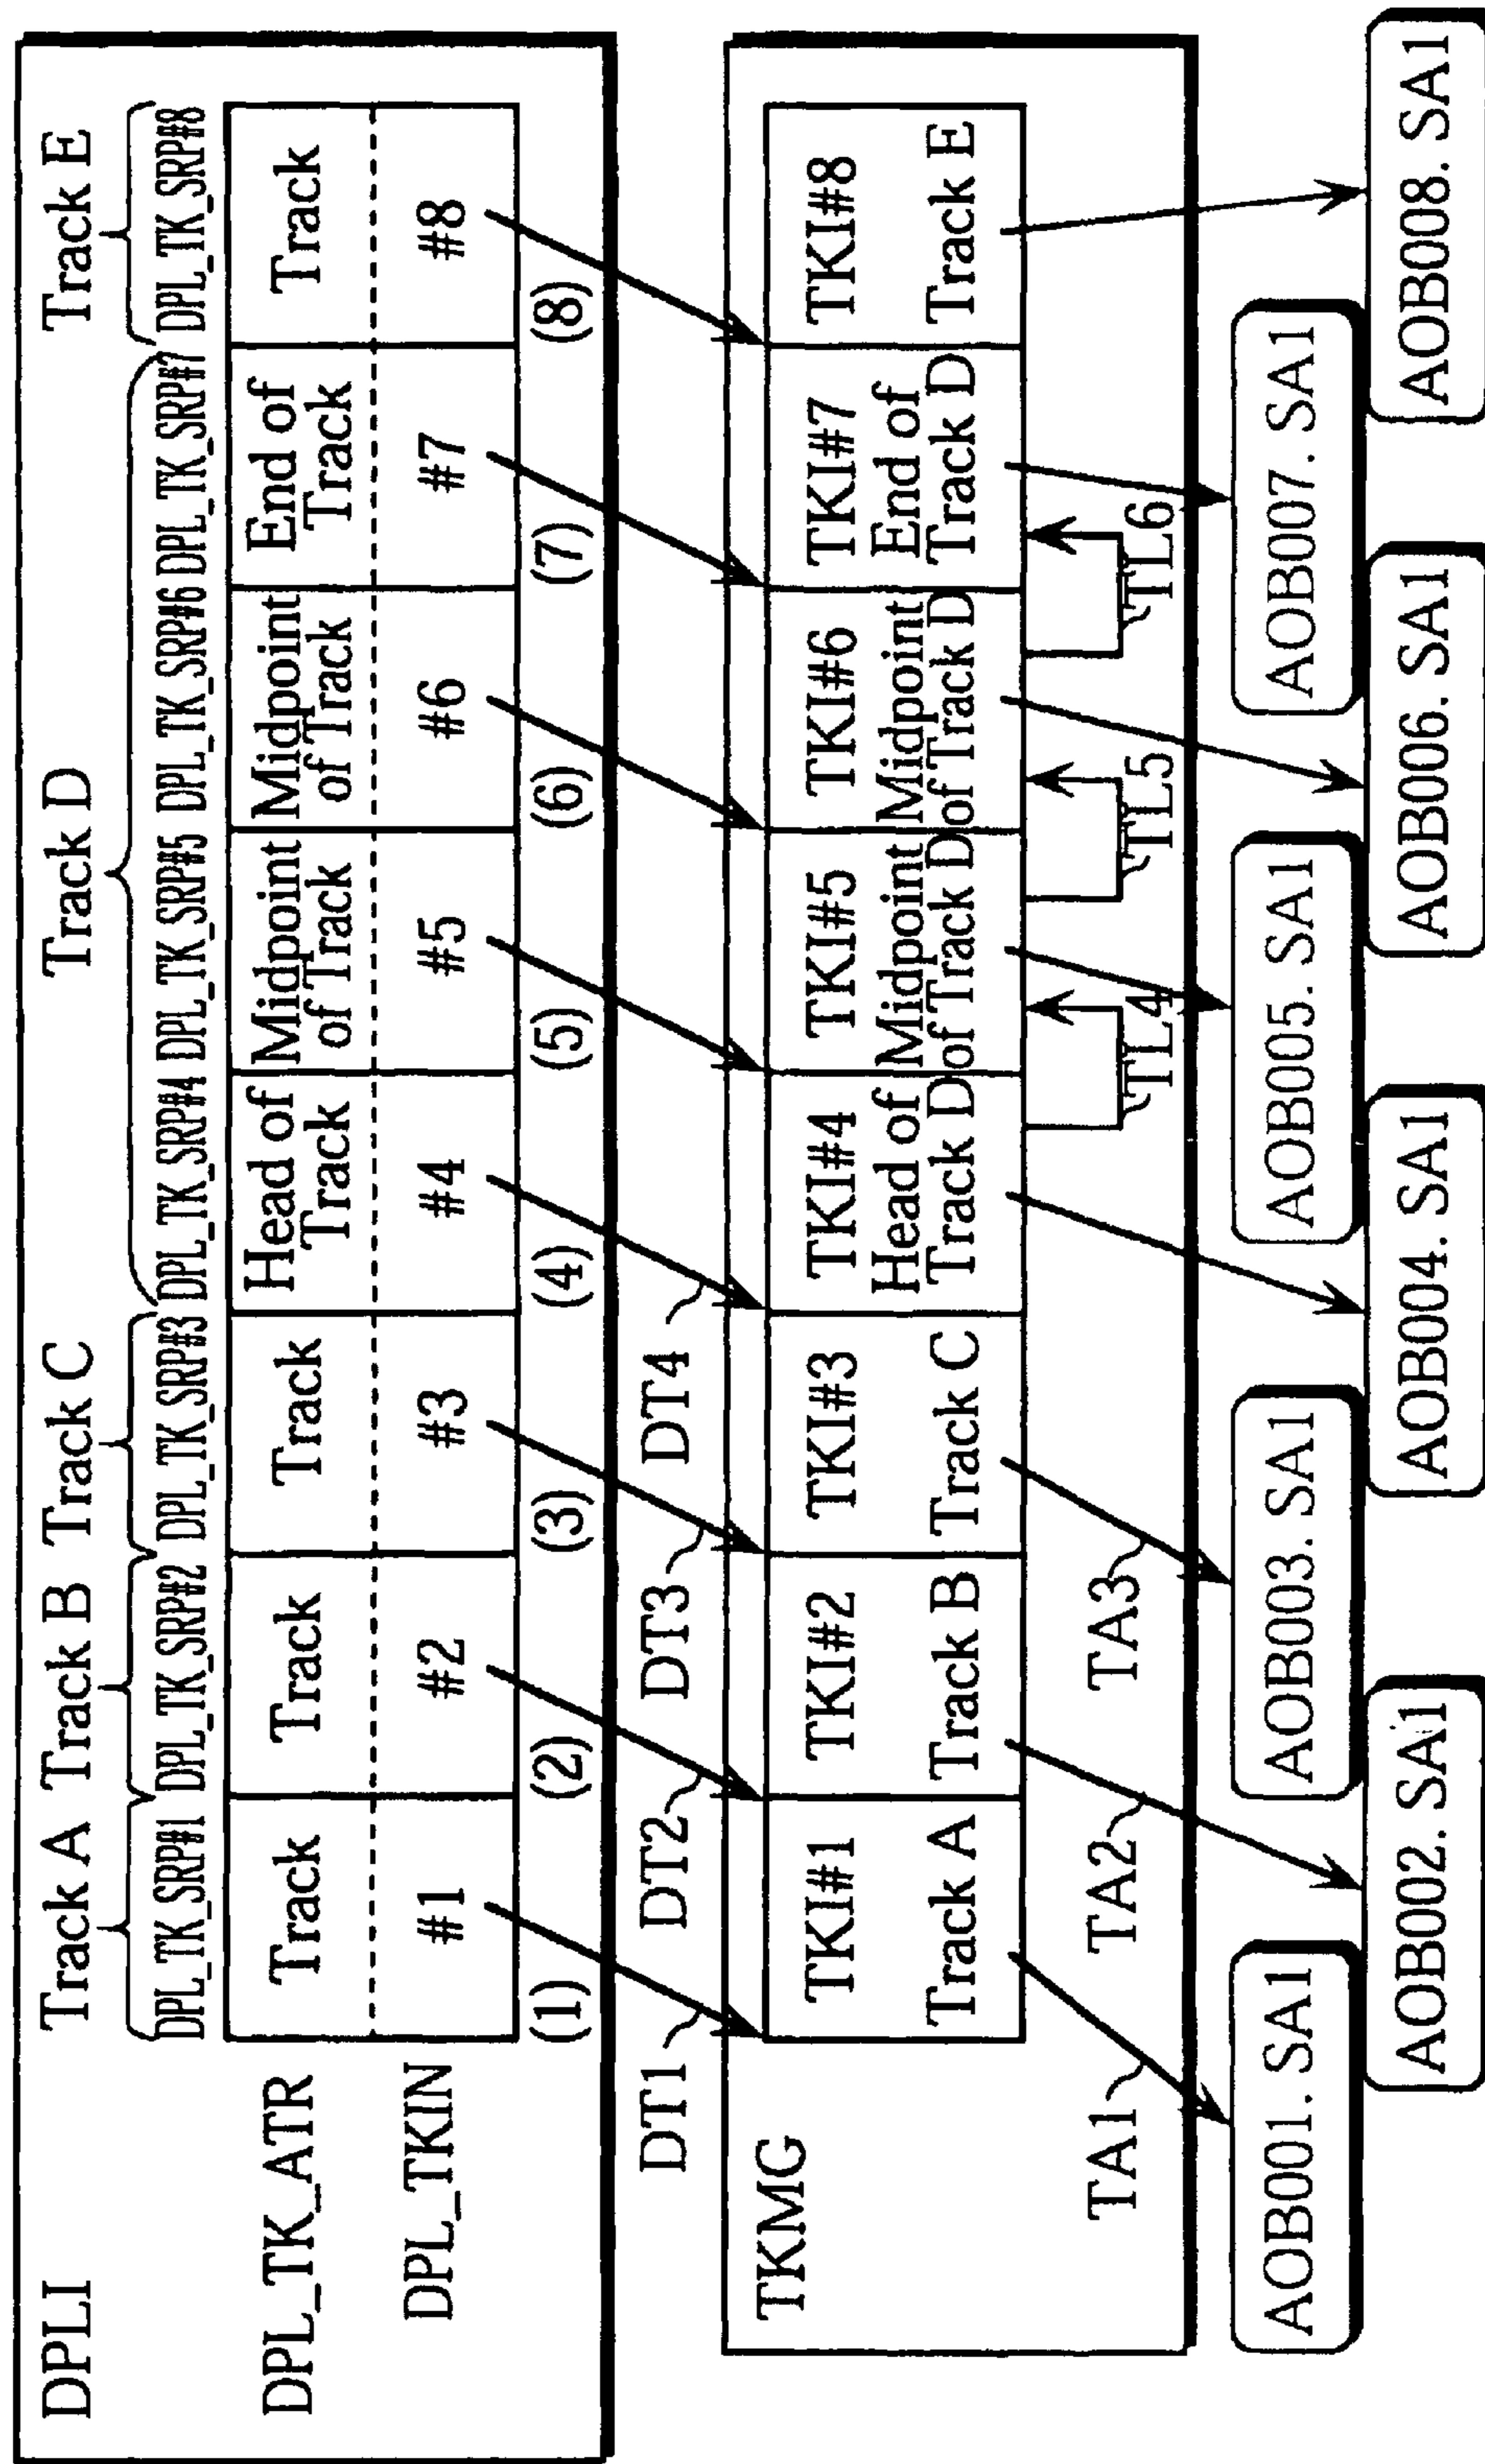 DPLI
Track A
Track B
Track C
Track D
Track E
DPL_TK_SRP#1
DPL_TK_SRP#2
DPL_TK_SRP#3
DPL_TK_SRP#4
DPL_TK_SRP#5
DPL_TK_SRP#6
DPL_TK_SRP#7
DPL_TK_SRP#8
DPL_TK_ATR
Track
Track
Track
Head of
Track
Midpoint
of Track
Midpoint
of Track
End of
Track
Track
DPL_TKIN
#1
#2
#3
#4
#5
#6
#7
#8
(1)
(2)
(3)
(4)
(5)
(6)
(7)
(8)
DT1
DT2
DT3
DT4
TKMG
TKI#1
Track A
TKI#2
Track B
TKI#3
Track C
TKI#4
Head of
Track D
TKI#5
Midpoint
of Track D
TKI#6
Midpoint
of Track D
TKI#7
End of
Track D
TKI#8
Track E
TA1
TA2
TA3
TL4
TL5
TL6
AOB001. SA1
AOB003. SA1
AOB005. SA1
AOB007. SA1
AOB002. SA1
AOB004. SA1
AOB006. SA1
AOB008. SA1